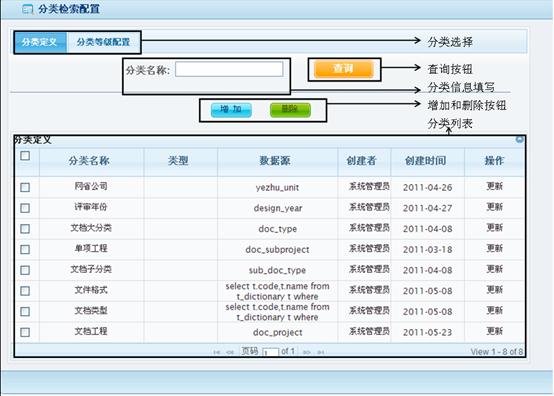 分类检索配置
分类定义 分类等级配置 分类选择
分类名称: 查询 查询按钮
分类信息填写
增 加 删除 增加和删除按钮
分类列表
分类定义
分类名称 类型 数据源 创建者 创建时间 操作
网省公司 yezhu_unit 系统管理员 2011-04-26 更新
评审年份 design_year 系统管理员 2011-04-27 更新
文档大分类 doc_type 系统管理员 2011-04-08 更新
单项工程 doc_subproject 系统管理员 2011-03-18 更新
文档子分类 sub_doc_type 系统管理员 2011-04-08 更新
文件格式 select t.code,t.name from t_dictionary t where 系统管理员 2011-05-08 更新
文档类型 select t.code,t.name from t_dictionary t where 系统管理员 2011-05-08 更新
文档工程 doc_project 系统管理员 2011-05-23 更新
页码 1 of 1 View 1 - 8 of 8